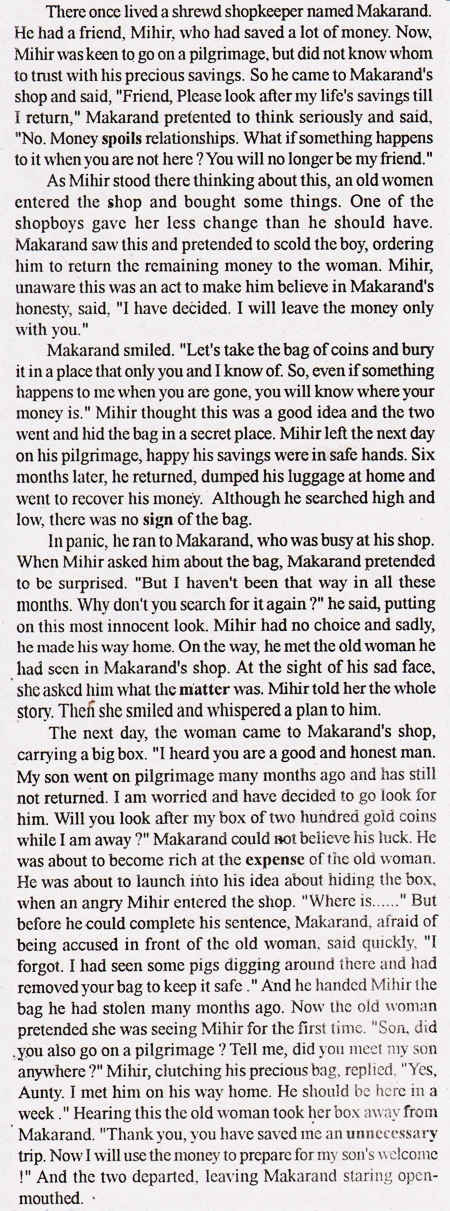 There once lived a shrewd shopkeeper named Makarand.
He had a friend, Mihir, who had saved a lot of money. Now,
Mihir was keen to go on a pilgrimage, but did not know whom
to trust with his precious savings. So he came to Makarand's
shop and said, "Friend, Please look after my life's savings till
I return," Makarand pretented to think seriously and said,
"No. Money spoils relationships. What if something happens
to it when you are not here ? You will no longer be my friend."
As Mihir stood there thinking about this, an old women
entered the shop and bought some things. One of the
shopboys gave her less change than he should have.
Makarand saw this and pretended to scold the boy, ordering
him to return the remaining money to the woman. Mihir,
unaware this was an act to make him believe in Makarand's
honesty, said, "I have decided. I will leave the money only
with you."
Makarand smiled. "Let's take the bag of coins and bury
it in a place that only you and I know of. So, even if something
happens to me when you are gone, you will know where your
money is." Mihir thought this was a good idea and the two
went and hid the bag in a secret place. Mihir left the next day
on his pilgrimage, happy his savings were in safe hands. Six
months later, he returned, dumped his luggage at home and
went to recover his money. Although he searched high and
low, there was no sign of the bag.
In panic, he ran to Makarand, who was busy at his shop.
When Mihir asked him about the bag, Makarand pretended
to be surprised. "But I haven't been that way in all these
months. Why don't you search for it again ?" he said, putting
on this most innocent look. Mihir had no choice and sadly,
he made his way home. On the way, he met the old woman he
had seen in Makarand's shop. At the sight of his sad face,
she asked him what the matter was. Mihir told her the whole
story. Then she smiled and whispered a plan to him.
The next day, the woman came to Makarand's shop,
carrying a big box. "I heard you are a good and honest man.
My son went on pilgrimage many months ago and has still
not returned. I am worried and have decided to go look for
him. Will you look after my box of two hundred gold coins
while I am away ?" Makarand could not believe his luck. He
was about to become rich at the expense of the old woman.
He was about to launch into his idea about hiding the box,
when an angry Mihir entered the shop. "Where is......" But
before he could complete his sentence, Makarand, afraid of
being accused in front of the old woman, said quickly, "I
forgot. I had seen some pigs digging around there and had
removed your bag to keep it safe ." And he handed Mihir the
bag he had stolen many months ago. Now the old woman
pretended she was seeing Mihir for the first time. "Son, did
you also go on a pilgrimage ? Tell me, did you meet my son
anywhere ?" Mihir, clutching his precious bag, replied, "Yes,
Aunty. I met him on his way home. He should be here in a
week ." Hearing this the old woman took her box away from
Makarand. "Thank you, you have saved me an unnecessary
trip. Now I will use the money to prepare for my son's welcome
!" And the two departed, leaving Makarand staring open-
mouthed.